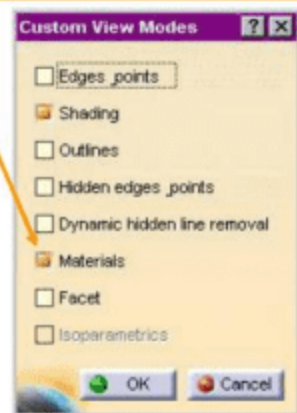 Custom View Modes
Edges ,points
Shading
Outlines
Hidden edges ,points
Dynamic hidden line removal
Materials
Facet
Isoparametrics
OK Cancel